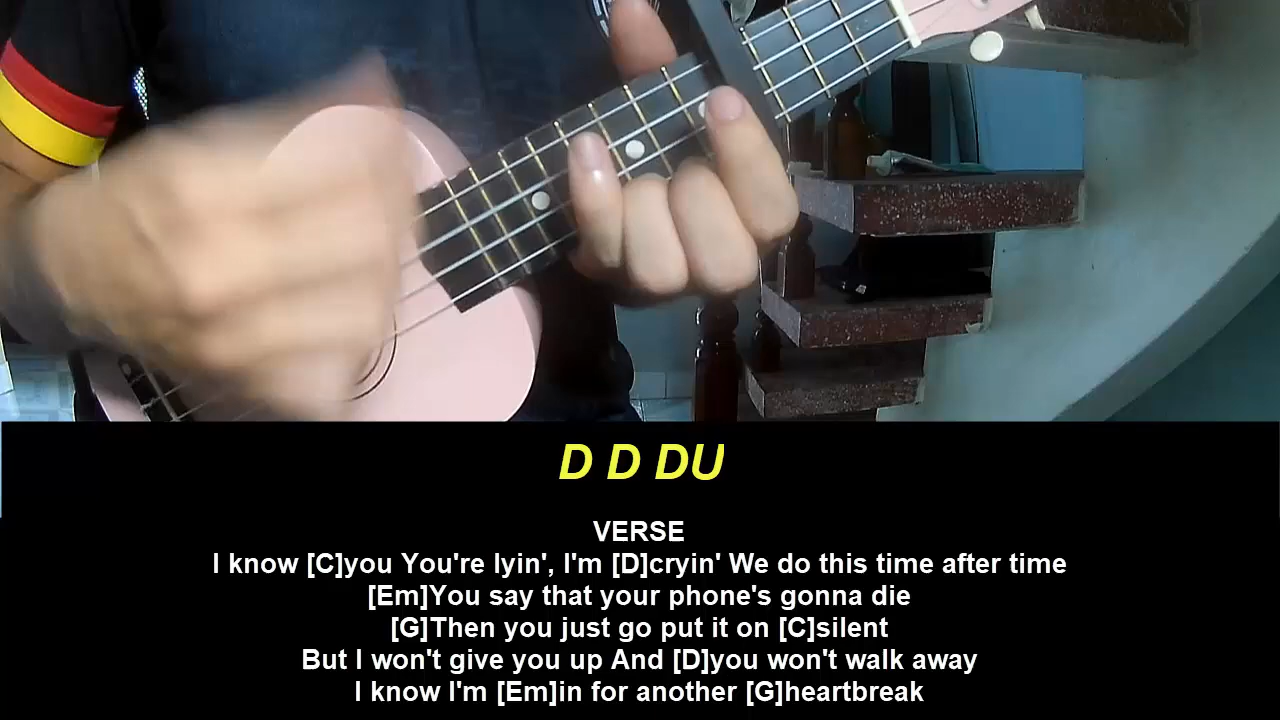 D D DU
VERSE
I know [C]you You're lyin', I'm [D]cryin' We do this time after time
[Em]You say that your phone's gonna die
[G]Then you just go put it on [C]silent
But I won't give you up And [D]you won't walk away
I know I'm [Em]in for another [G]heartbreak